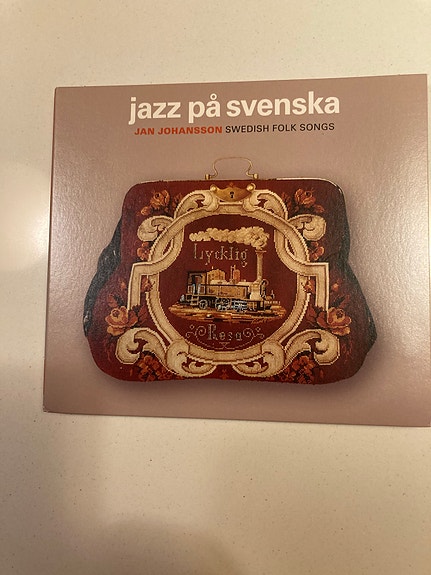 jazz på svenska
JAN JOHANSSON SWEDISH FOLK SONGS
Lycklig
Resa